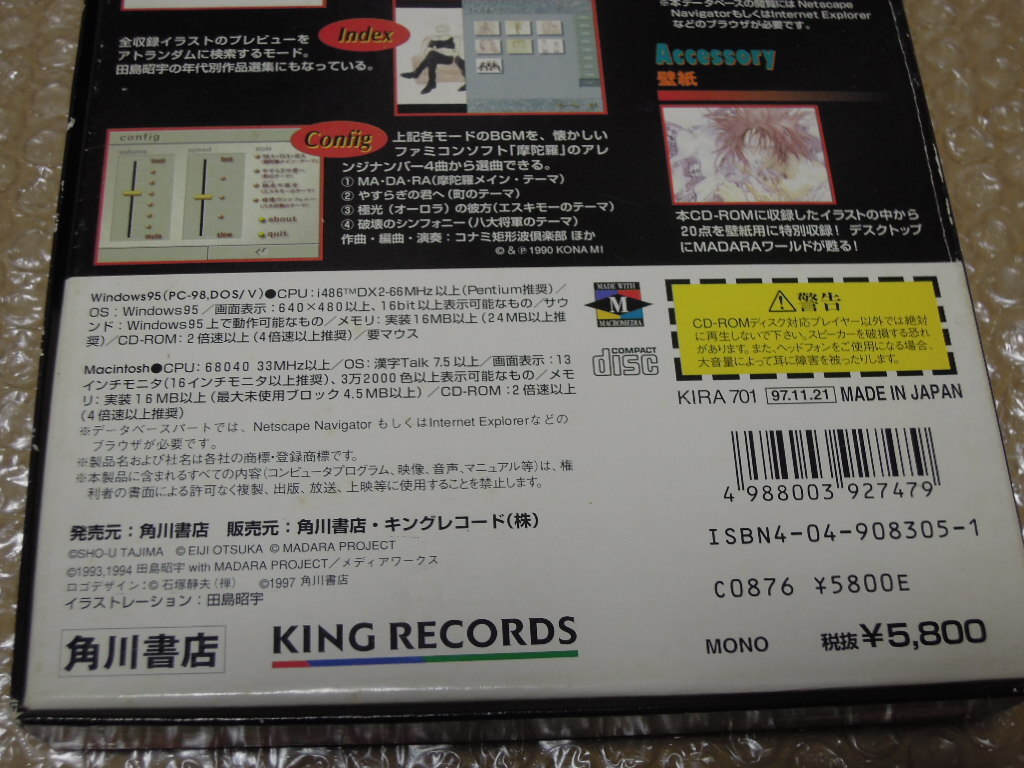 ※本データベースの閲覧には Netscape
NavigatorもしくはInternet Explorer
などのブラウザが必要です。
Index
全収録イラストのプレビューを
アトランダムに検索するモード。
田島昭宇の年代別作品選集にもなっている。
Accessory
壁紙
本CD-ROMに収録したイラストの中から
20点を壁紙用に特別収録! デスクトップ
にMADARAワールドが甦る!
Config
config
volume
speed
BGM
loud
mute
fast
slow
about
quit
上記各モードのBGMを、懐かしい
ファミコンソフト「摩陀羅」のアレ
ンジナンバー4曲から選曲できる。
① MA・DA・RA(摩陀羅メイン・テーマ)
② やすらぎの君へ(町のテーマ)
③ 極光(オーロラ)の彼方(エスキモーのテーマ)
④ 破壊のシンフォニー(八大将軍のテーマ)
作曲・編曲・演奏:コナミ矩形波倶楽部 ほか
© & ℗ 1990 KONAMI
Windows95(PC-98,DOS/V)●CPU:i486™DX2-66MHz以上(Pentium推奨)/
OS:Windows95/画面表示:640×480以上、16bit以上表示可能なもの/サウ
ンド:Windows95上で動作可能なもの/メモリ:実装16MB以上(24MB以上推
奨)/CD-ROM:2倍速以上(4倍速以上推奨)/要マウス
Macintosh●CPU:68040 33MHz以上/OS:漢字Talk 7.5以上/画面表示:13
インチモニタ(16インチモニタ以上推奨)、3万2000色以上表示可能なもの/メモ
リ:実装16MB以上(最大未使用ブロック4.5MB以上)/CD-ROM:2倍速以上
(4倍速以上推奨)
※データベースパートでは、Netscape Navigator もしくはInternet Explorerなどの
ブラウザが必要です。
※製品名および社名は各社の商標・登録商標です。
※本製品に含まれるすべての内容(コンピュータプログラム、映像、音声、マニュアル等)は、権
利者の書面による許可なく複製、出版、放送、上映等に使用することを禁止します。
MADE WITH
M
MACROMEDIA
COMPACT
disc
⚠警告
CD-ROMディスク対応プレイヤー以外では絶対
に再生しないで下さい。スピーカーを破損する恐れ
があります。また、ヘッドフォンをご使用になる場合、
大音量によって耳に障害を被ったりします。
KIRA 701 97.11.21 MADE IN JAPAN
4 988003 927479
ISBN4-04-908305-1
C0876 ¥5800E
MONO 税抜¥5,800
発売元:角川書店 販売元:角川書店・キングレコード(株)
©SHO-U TAJIMA © EIJI OTSUKA © MADARA PROJECT
©1993,1994 田島昭宇 with MADARA PROJECT/メディアワークス
ロゴデザイン:© 石塚静夫(禅) ©1997 角川書店
イラストレーション:田島昭宇
角川書店
KING RECORDS